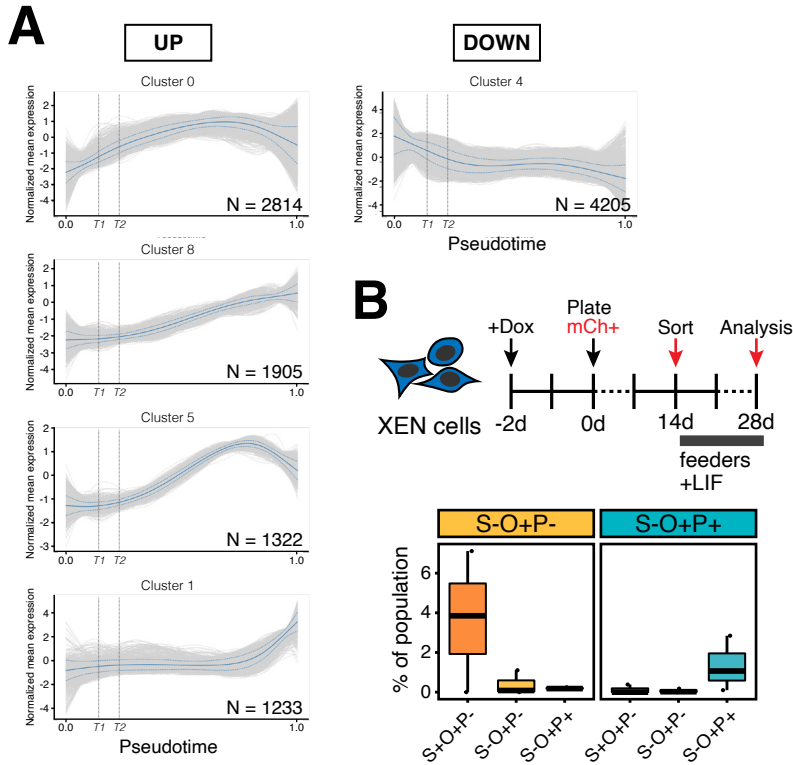 A
UP
DOWN
Cluster 0
Normalized mean expression
2
1
0
-1
-2
-3
-4
N = 2814
0.0
T1
T2
1.0
Cluster 4
Normalized mean expression
4
2
0
-2
-4
N = 4205
0.0
T1
T2
1.0
Pseudotime
Cluster 8
Normalized mean expression
2
1
0
-1
-2
-3
-4
N = 1905
0.0
T1
T2
1.0
Cluster 5
Normalized mean expression
2
1
0
-1
-2
-3
N = 1322
0.0
T1
T2
1.0
Cluster 1
Normalized mean expression
4
2
0
-2
-4
N = 1233
0.0
T1
T2
1.0
Pseudotime
B
+Dox
Plate
mCh+
Sort
Analysis
XEN cells
-2d
0d
14d
28d
feeders
+LIF
S-O+P-
S-O+P+
% of population
6
4
2
0
S+O+P-
S-O+P-
S-O+P+
S+O+P-
S-O+P-
S-O+P+